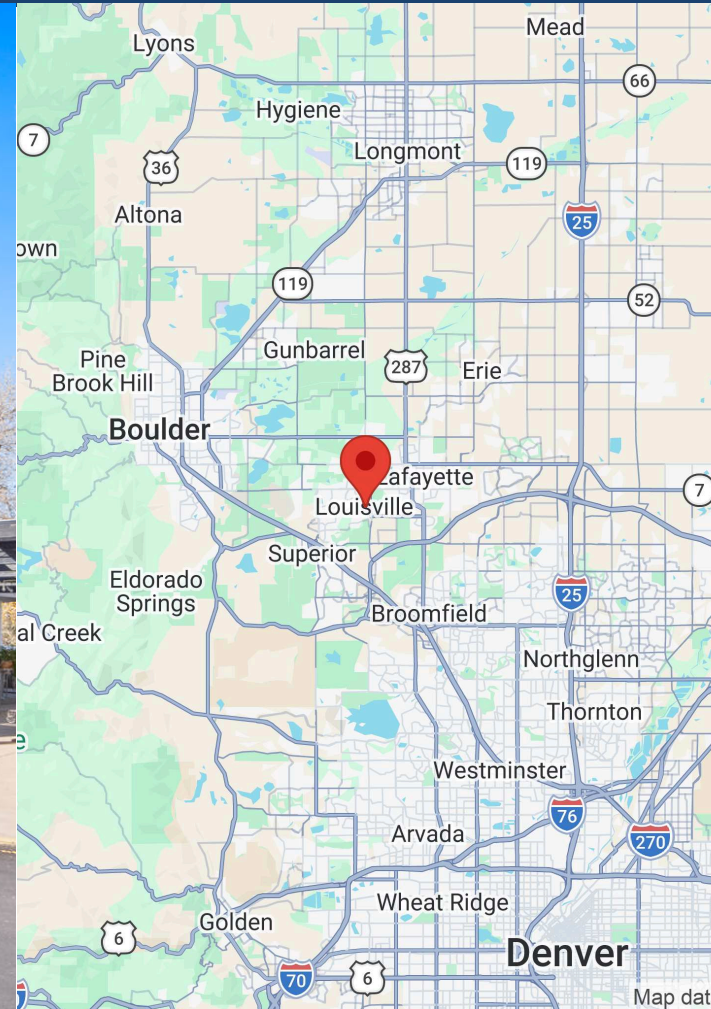 Mead
Lyons
66
Hygiene
7
Longmont
119
36
Altona
25
own
119
52
Pine
Brook Hill
Gunbarrel
287
Erie
Boulder
Lafayette
7
Louisville
Superior
Eldorado
Springs
25
Broomfield
al Creek
Northglenn
Thornton
e
Westminster
76
Arvada
270
Wheat Ridge
Golden
6
Denver
70
6
Map dat